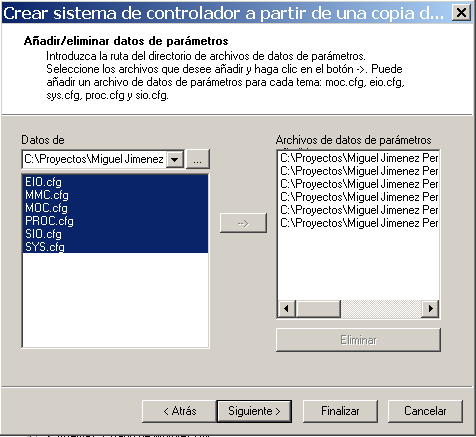 Crear sistema de controlador a partir de una copia d...
Añadir/eliminar datos de parámetros
Introduzca la ruta del directorio de archivos de datos de parámetros.
Seleccione los archivos que desee añadir y haga clic en el botón ->. Puede
añadir un archivo de datos de parámetros para cada tema: moc.cfg, eio.cfg,
sys.cfg, proc.cfg y sio.cfg.
Datos de
Archivos de datos de parámetros
C:\Proyectos\Miguel Jimenez
...
EIO.cfg
MMC.cfg
MOC.cfg
PROC.cfg
SIO.cfg
SYS.cfg
-->
C:\Proyectos\Miguel Jimenez Per
C:\Proyectos\Miguel Jimenez Per
C:\Proyectos\Miguel Jimenez Per
C:\Proyectos\Miguel Jimenez Per
C:\Proyectos\Miguel Jimenez Per
C:\Proyectos\Miguel Jimenez Per
Eliminar
< Atrás
Siguiente >
Finalizar
Cancelar